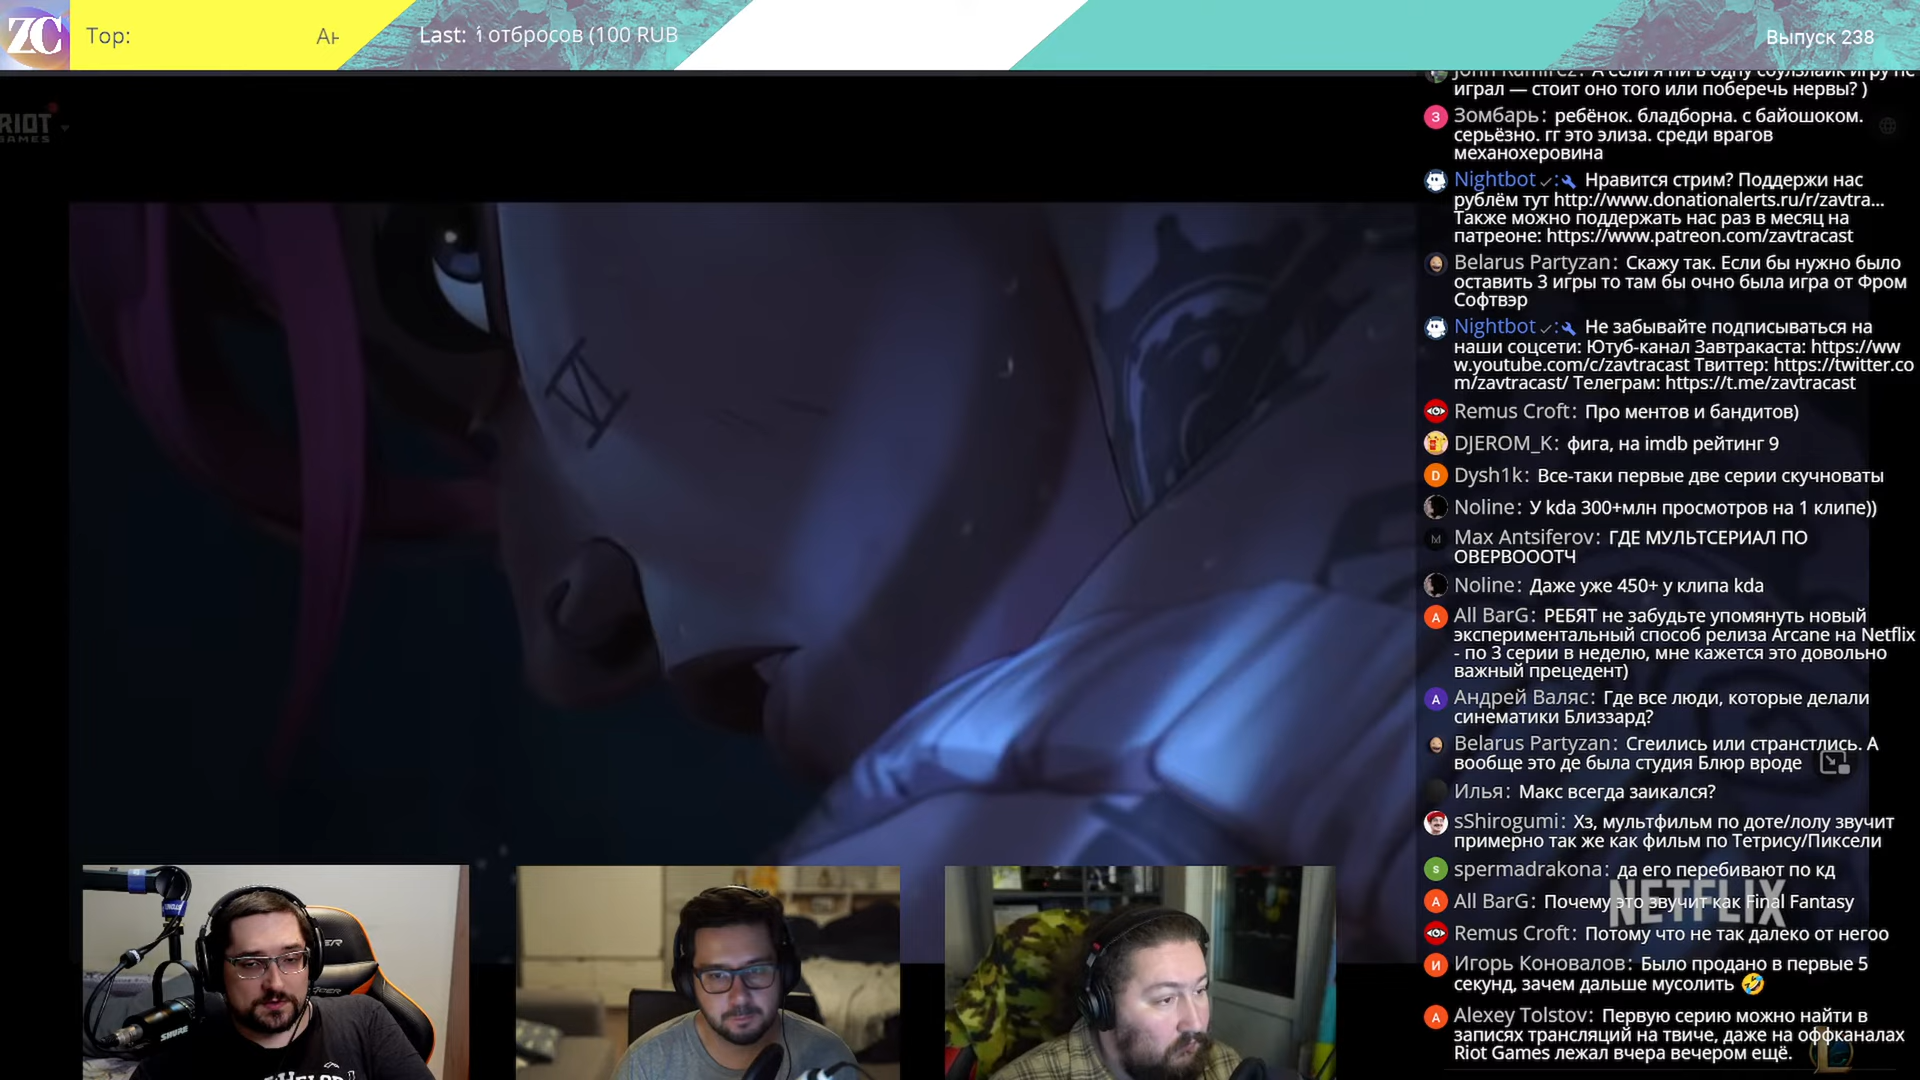 ZC
Top:
Ан
Last: 1 отбросов (100 RUB
Выпуск 238
RIOT
GAMES
John Ramirez: А если я ни в одну соулзлайк игру не
играл — стоит оно того или поберечь нервы? )
Зомбарь: ребёнок. бладборна. с байошоком.
серьёзно. гг это элиза. среди врагов
механохеровина
Nightbot: Нравится стрим? Поддержи нас
рублём тут http://www.donationalerts.ru/r/zavtra...
Также можно поддержать нас раз в месяц на
патреоне: https://www.patreon.com/zavtracast
Belarus Partyzan: Скажу так. Если бы нужно было
оставить 3 игры то там бы очно была игра от Фром
Софтвэр
Nightbot: Не забывайте подписываться на
наши соцсети: Ютуб-канал Завтракаста: https://ww
w.youtube.com/c/zavtracast Твиттер: https://twitter.co
m/zavtracast/ Телеграм: https://t.me/zavtracast
Remus Croft: Про ментов и бандитов)
DJEROM_K: фига, на imdb рейтинг 9
Dysh1k: Все-таки первые две серии скучноваты
Noline: У kda 300+млн просмотров на 1 клипе))
Max Antsiferov: ГДЕ МУЛЬТСЕРИАЛ ПО
ОВЕРВОООТЧ
Noline: Даже уже 450+ у клипа kda
All BarG: РЕБЯТ не забудьте упомянуть новый
экспериментальный способ релиза Arcane на Netflix
- по 3 серии в неделю, мне кажется это довольно
важный прецедент)
Андрей Валяс: Где все люди, которые делали
синематики Близзард?
Belarus Partyzan: Сгеились или странстлись. А
вообще это де была студия Блюр вроде
Илья: Макс всегда заикался?
sShirogumi: Хз, мультфильм по доте/лолу звучит
примерно так же как фильм по Тетрису/Пиксели
spermadrakona: да его перебивают по кд
All BarG: Почему это звучит как Final Fantasy
NETFLIX
Remus Croft: Потому что не так далеко от негоо
Игорь Коновалов: Было продано в первые 5
секунд, зачем дальше мусолить 🤣
Alexey Tolstov: Первую серию можно найти в
записях трансляций на твиче, даже на оффканалах
Riot Games лежал вчера вечером ещё.
VI
SHURE